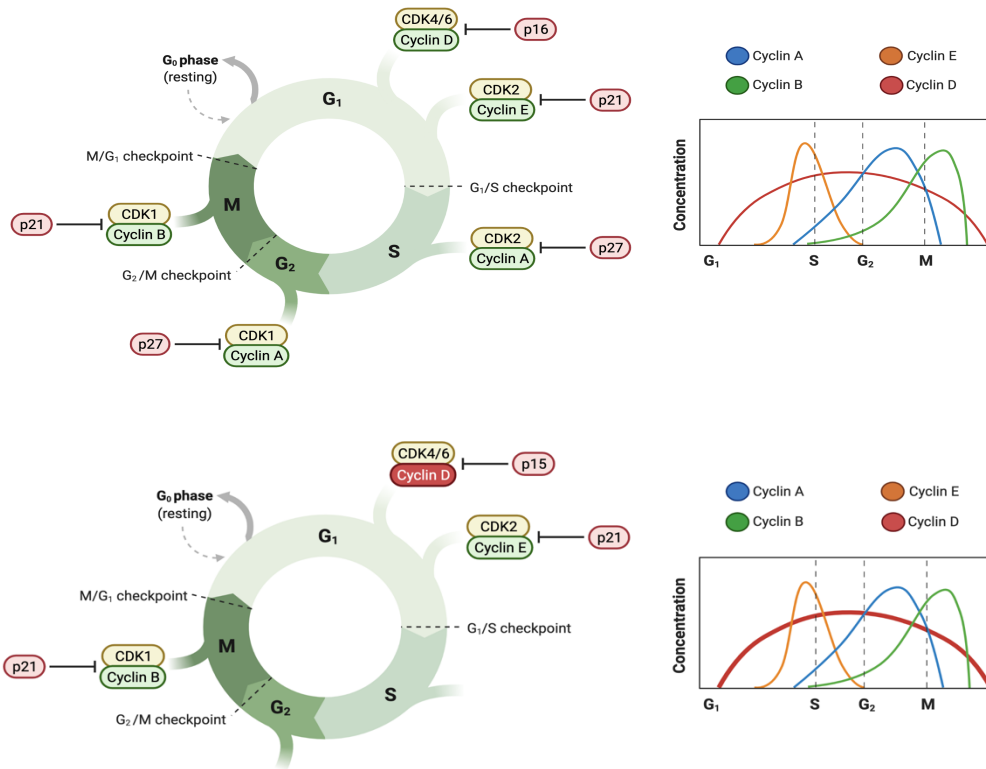 CDK4/6
Cyclin D
p16
G₀ phase
(resting)
G₁
CDK2
Cyclin E
p21
M/G₁ checkpoint
G₁/S checkpoint
p21
CDK1
Cyclin B
M
S
CDK2
Cyclin A
p27
G₂
G₂/M checkpoint
p27
CDK1
Cyclin A
Cyclin A
Cyclin E
Cyclin B
Cyclin D
Concentration
G₁
S
G₂
M
CDK4/6
Cyclin D
p15
G₀ phase
(resting)
G₁
CDK2
Cyclin E
p21
M/G₁ checkpoint
G₁/S checkpoint
p21
CDK1
Cyclin B
M
S
G₂
G₂/M checkpoint
Cyclin A
Cyclin E
Cyclin B
Cyclin D
Concentration
G₁
S
G₂
M